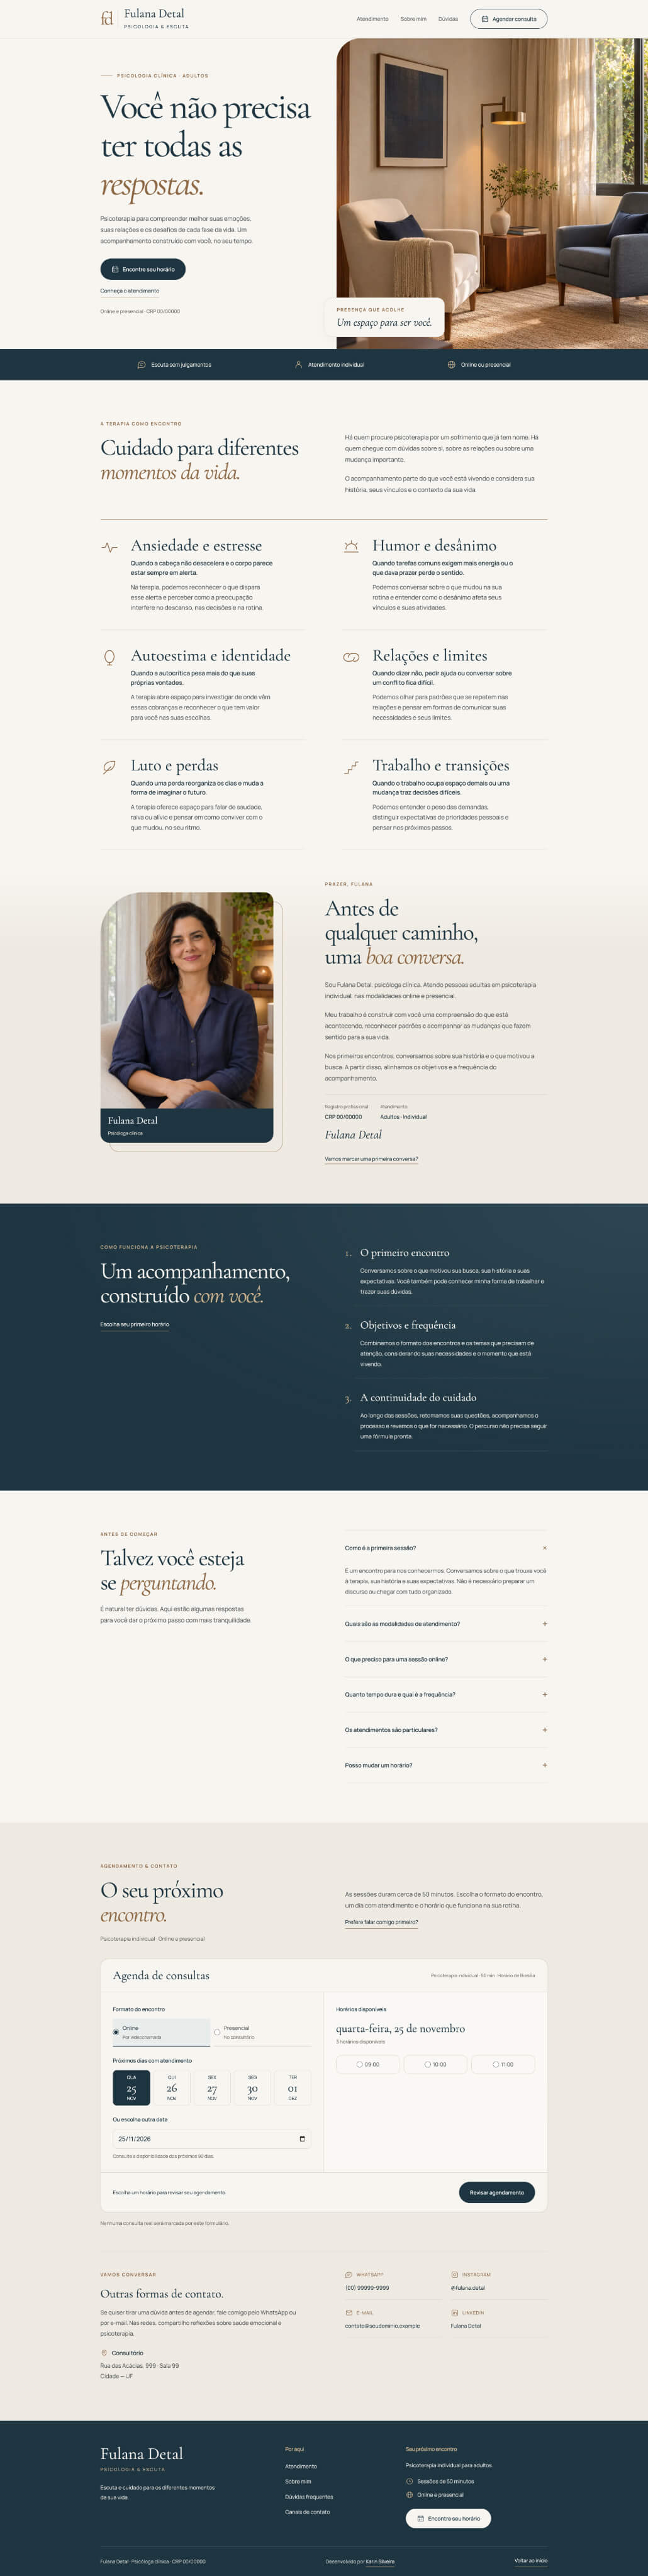 fd
Fulana Detal
PSICOLOGIA & ESCUTA
Atendimento
Sobre mim
Dúvidas
Agendar consulta
PSICOLOGIA CLÍNICA · ADULTOS
Você não precisa
ter todas as
respostas.
Psicoterapia para compreender melhor suas emoções,
suas relações e os desafios de cada fase da vida. Um
acompanhamento construído com você, no seu tempo.
Encontre seu horário
Conheça o atendimento
Online e presencial · CRP 00/00000
PRESENÇA QUE ACOLHE
Um espaço para ser você.
Escuta sem julgamentos
Atendimento individual
Online ou presencial
A TERAPIA COMO ENCONTRO
Cuidado para diferentes
momentos da vida.
Há quem procure psicoterapia por um sofrimento que já tem nome. Há
quem chegue com dúvidas sobre si, sobre as relações ou sobre uma
mudança importante.
O acompanhamento parte do que você está vivendo e considera sua
história, seus vínculos e o contexto da sua vida.
Ansiedade e estresse
Quando a cabeça não desacelera e o corpo parece
estar sempre em alerta.
Na terapia, podemos reconhecer o que dispara
esse alerta e perceber como a preocupação
interfere no descanso, nas decisões e na rotina.
Humor e desânimo
Quando tarefas comuns exigem mais energia ou o
que dava prazer perde o sentido.
Podemos conversar sobre o que mudou na sua
rotina e entender como o desânimo afeta seus
vínculos e suas atividades.
Autoestima e identidade
Quando a autocrítica pesa mais do que suas
próprias vontades.
A terapia abre espaço para investigar de onde vêm
essas cobranças e reconhecer o que tem valor
para você nas suas escolhas.
Relações e limites
Quando dizer não, pedir ajuda ou conversar sobre
um conflito fica difícil.
Podemos olhar para padrões que se repetem nas
relações e pensar em formas de comunicar suas
necessidades e seus limites.
Luto e perdas
Quando uma perda reorganiza os dias e muda a
forma de imaginar o futuro.
A terapia oferece espaço para falar de saudade,
raiva ou alívio e pensar em como conviver com o
que mudou, no seu ritmo.
Trabalho e transições
Quando o trabalho ocupa espaço demais ou uma
mudança traz decisões difíceis.
Podemos entender o peso das demandas,
distinguir expectativas de prioridades pessoais e
pensar nos próximos passos.
Fulana Detal
Psicóloga clínica
PRAZER, FULANA
Antes de
qualquer caminho,
uma boa conversa.
Sou Fulana Detal, psicóloga clínica. Atendo pessoas adultas em psicoterapia
individual, nas modalidades online e presencial.
Meu trabalho é construir com você uma compreensão do que está
acontecendo, reconhecer padrões e acompanhar as mudanças que fazem
sentido para a sua vida.
Nos primeiros encontros, conversamos sobre sua história e o que motivou a
busca. A partir disso, alinhamos os objetivos e a frequência do
acompanhamento.
Registro profissional
CRP 00/00000
Atendimento
Adultos · Individual
Fulana Detal
Vamos marcar uma primeira conversa?
COMO FUNCIONA A PSICOTERAPIA
Um acompanhamento,
construído com você.
Escolha seu primeiro horário
1.
O primeiro encontro
Conversamos sobre o que motivou sua busca, sua história e suas
expectativas. Você também pode conhecer minha forma de trabalhar e
trazer suas dúvidas.
2.
Objetivos e frequência
Combinamos o formato dos encontros e os temas que precisam de
atenção, considerando suas necessidades e o momento que está
vivendo.
3.
A continuidade do cuidado
Ao longo das sessões, retomamos suas questões, acompanhamos o
processo e revemos o que for necessário. O percurso não precisa seguir
uma fórmula pronta.
ANTES DE COMEÇAR
Talvez você esteja
se perguntando.
É natural ter dúvidas. Aqui estão algumas respostas
para você dar o próximo passo com mais tranquilidade.
Como é a primeira sessão?
É um encontro para nos conhecermos. Conversamos sobre o que trouxe você
à terapia, sua história e suas expectativas. Não é necessário preparar um
discurso ou chegar com tudo organizado.
Quais são as modalidades de atendimento?
O que preciso para uma sessão online?
Quanto tempo dura e qual é a frequência?
Os atendimentos são particulares?
Posso mudar um horário?
AGENDAMENTO & CONTATO
O seu próximo
encontro.
Psicoterapia individual · Online e presencial
As sessões duram cerca de 50 minutos. Escolha o formato do encontro,
um dia com atendimento e o horário que funciona na sua rotina.
Prefere falar comigo primeiro?
Agenda de consultas
Psicoterapia individual · 50 min · Horário de Brasília
Formato do encontro
Online
Por videochamada
Presencial
No consultório
Próximos dias com atendimento
QUA
25
NOV
QUI
26
NOV
SEX
27
NOV
SEG
30
NOV
TER
01
DEZ
Ou escolha outra data
25/11/2026
Consulte a disponibilidade dos próximos 90 dias.
Horários disponíveis
quarta-feira, 25 de novembro
3 horários disponíveis
09:00
10:00
11:00
Escolha um horário para revisar seu agendamento.
Revisar agendamento
Nenhuma consulta real será marcada por este formulário.
VAMOS CONVERSAR
Outras formas de contato.
Se quiser tirar uma dúvida antes de agendar, fale comigo pelo WhatsApp ou
por e-mail. Nas redes, compartilho reflexões sobre saúde emocional e
psicoterapia.
Consultório
Rua das Acácias, 999 · Sala 99
Cidade — UF
WHATSAPP
(00) 99999-9999
INSTAGRAM
@fulana.detal
E-MAIL
contato@seudominio.example
LINKEDIN
Fulana Detal
Fulana Detal
PSICOLOGIA & ESCUTA
Escuta e cuidado para os diferentes momentos
da sua vida.
Por aqui
Atendimento
Sobre mim
Dúvidas frequentes
Canais de contato
Seu próximo encontro
Psicoterapia individual para adultos.
Sessões de 50 minutos
Online e presencial
Encontre seu horário
Fulana Detal · Psicóloga clínica · CRP 00/00000
Desenvolvido por Karin Silveira
Voltar ao início